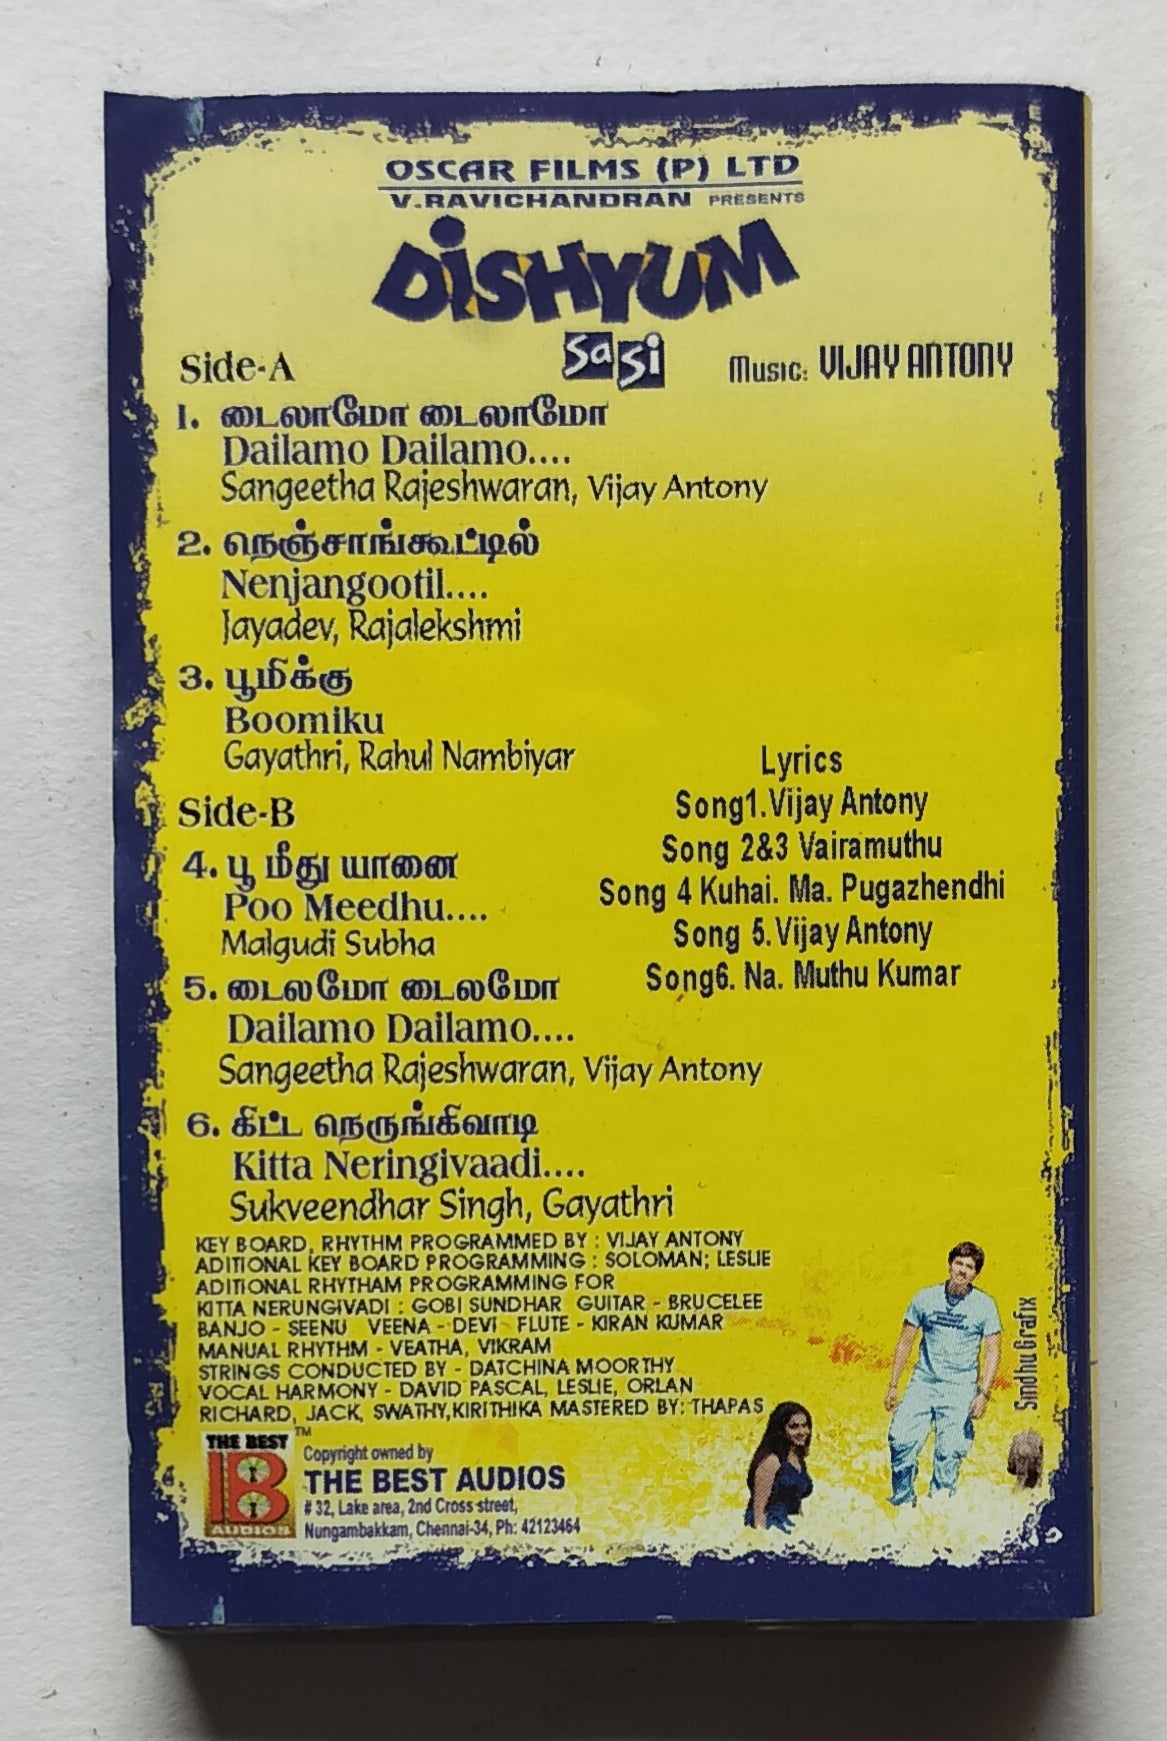 OSCAR FILMS (P) LTD
V.RAVICHANDRAN PRESENTS
DiSHYUM
SaSi
Side-A
Music: VIJAY ANTONY
1. டைலாமோ டைலாமோ
Dailamo Dailamo....
Sangeetha Rajeshwaran, Vijay Antony
2. நெஞ்சாங்கூட்டில்
Nenjangootil....
Jayadev, Rajalekshmi
3. பூமிக்கு
Boomiku
Gayathri, Rahul Nambiyar
Side-B
4. பூ மீது யானை
Poo Meedhu....
Malgudi Subha
5. டைலமோ டைலமோ
Dailamo Dailamo....
Sangeetha Rajeshwaran, Vijay Antony
6. கிட்ட நெருங்கிவாடி
Kitta Neringivaadi....
Sukveendhar Singh, Gayathri
Lyrics
Song1.Vijay Antony
Song 2&3 Vairamuthu
Song 4 Kuhai. Ma. Pugazhendhi
Song 5.Vijay Antony
Song6. Na. Muthu Kumar
KEY BOARD, RHYTHM PROGRAMMED BY : VIJAY ANTONY
ADITIONAL KEY BOARD PROGRAMMING : SOLOMAN; LESLIE
ADITIONAL RHYTHAM PROGRAMMING FOR
KITTA NERUNGIVADI : GOBI SUNDHAR GUITAR - BRUCELEE
BANJO - SEENU VEENA - DEVI FLUTE - KIRAN KUMAR
MANUAL RHYTHM - VEATHA, VIKRAM
STRINGS CONDUCTED BY - DATCHINA MOORTHY
VOCAL HARMONY - DAVID PASCAL, LESLIE, ORLAN
RICHARD, JACK, SWATHY,KIRITHIKA MASTERED BY: THAPAS
THE BEST TM
B
AUDIOS
Copyright owned by
THE BEST AUDIOS
# 32, Lake area, 2nd Cross street,
Nungambakkam, Chennai-34, Ph: 42123464
Sindhu Grafix